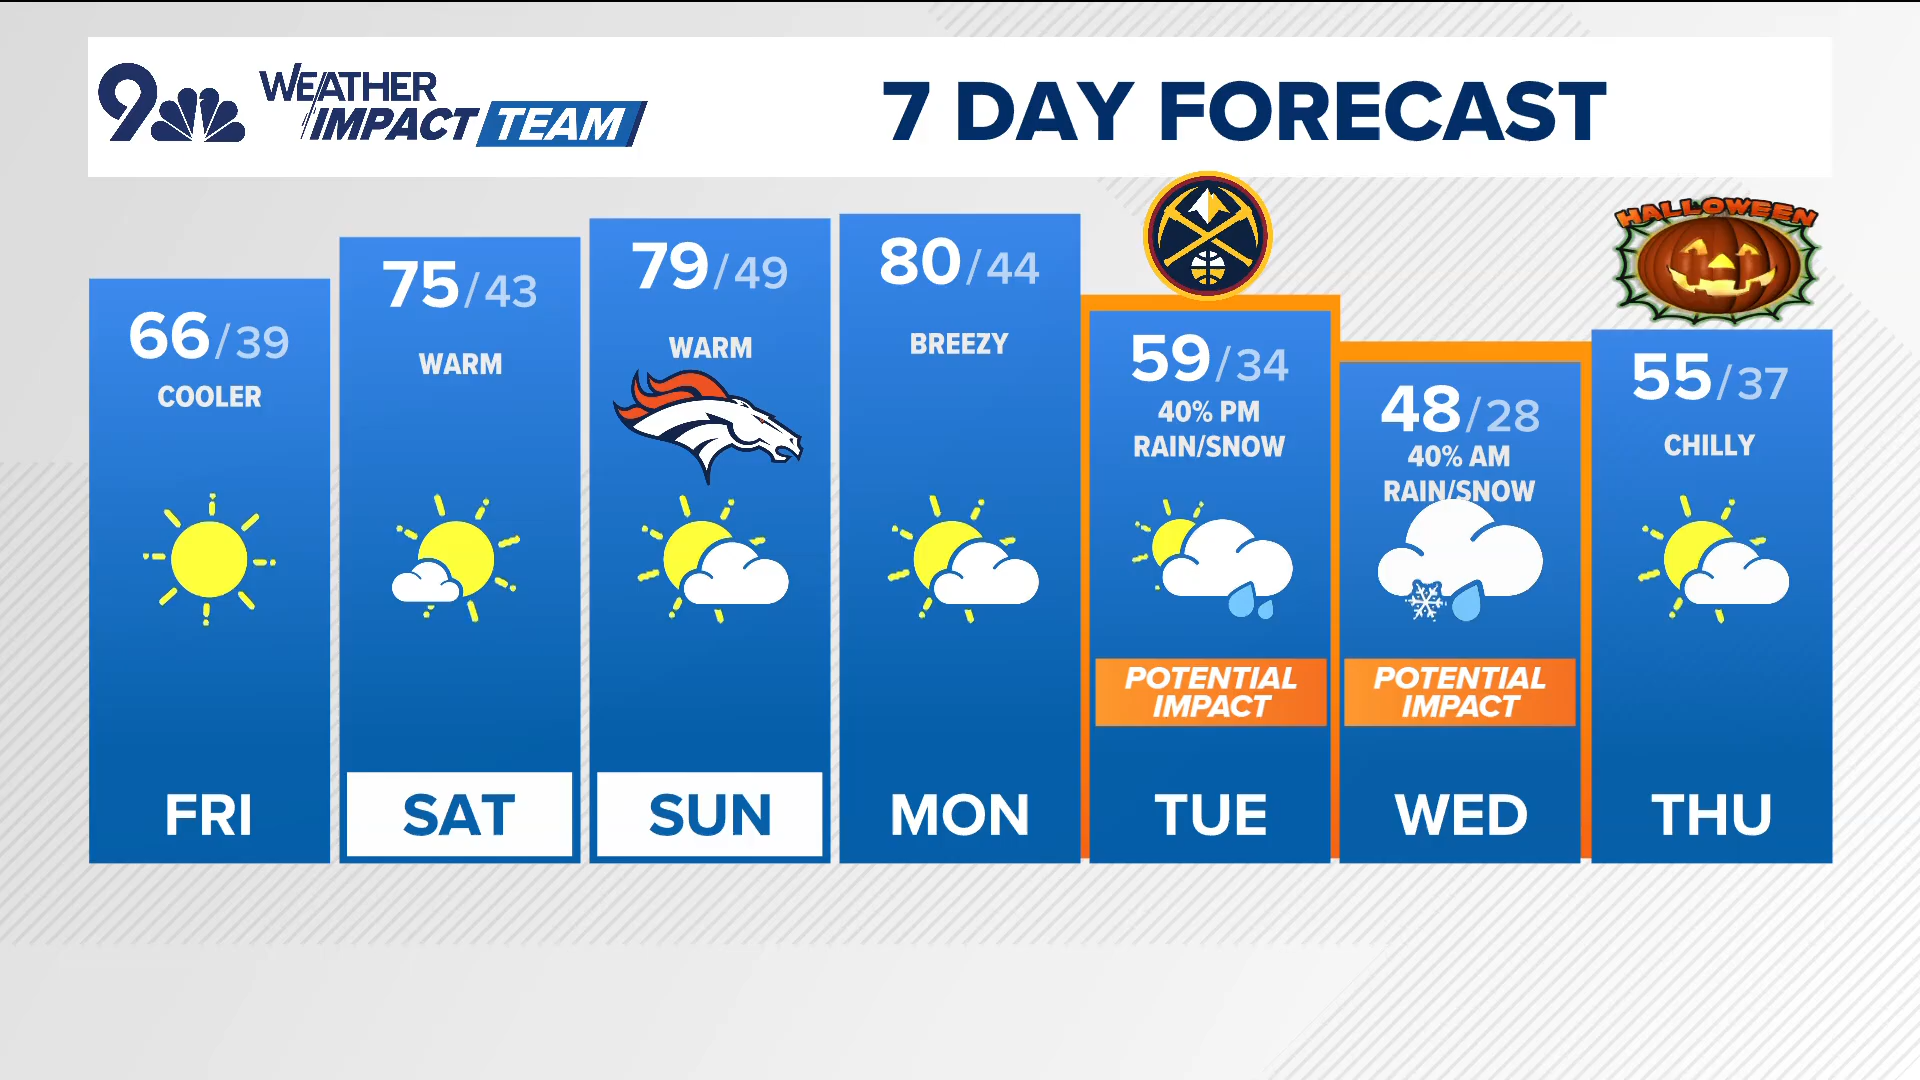 9
WEATHER
IMPACT TEAM
7 DAY FORECAST
66/39
COOLER
FRI
75/43
WARM
SAT
79/49
WARM
SUN
80/44
BREEZY
MON
59/34
40% PM
RAIN/SNOW
POTENTIAL
IMPACT
TUE
48/28
40% AM
RAIN/SNOW
POTENTIAL
IMPACT
WED
HALLOWEEN
55/37
CHILLY
THU